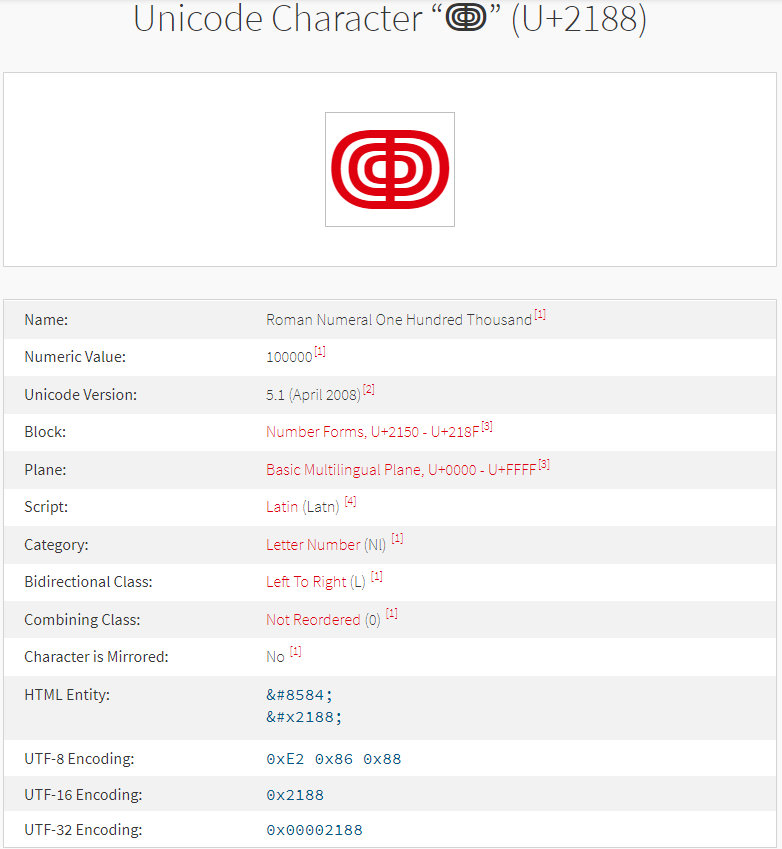 Unicode Character “ↈ” (U+2188)
ↈ
Name: Roman Numeral One Hundred Thousand[1]
Numeric Value: 100000[1]
Unicode Version: 5.1 (April 2008)[2]
Block: Number Forms, U+2150 - U+218F[3]
Plane: Basic Multilingual Plane, U+0000 - U+FFFF[3]
Script: Latin (Latn) [4]
Category: Letter Number (Nl) [1]
Bidirectional Class: Left To Right (L) [1]
Combining Class: Not Reordered (0) [1]
Character is Mirrored: No [1]
HTML Entity: &#8584;
&#x2188;
UTF-8 Encoding: 0xE2 0x86 0x88
UTF-16 Encoding: 0x2188
UTF-32 Encoding: 0x00002188